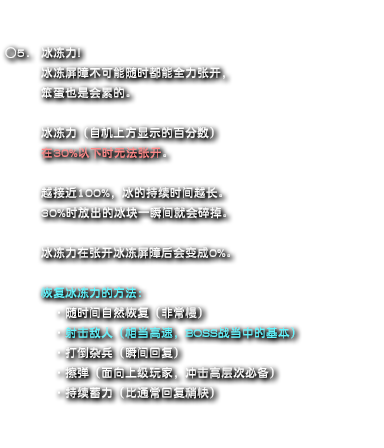 ○5. 冰冻力!
冰冻屏障不可能随时都能全力张开,
笨蛋也是会累的。
冰冻力(自机上方显示的百分数)
在30%以下时无法张开。
越接近100%,冰的持续时间越长。
30%时放出的冰块一瞬间就会碎掉。
冰冻力在张开冰冻屏障后会变成0%。
恢复冰冻力的方法:
・随时间自然恢复(非常慢)
・射击敌人(相当高速,BOSS战当中的基本)
・打倒杂兵(瞬间回复)
・擦弹(面向上级玩家,冲击高层次必备)
・持续蓄力(比通常回复稍快)